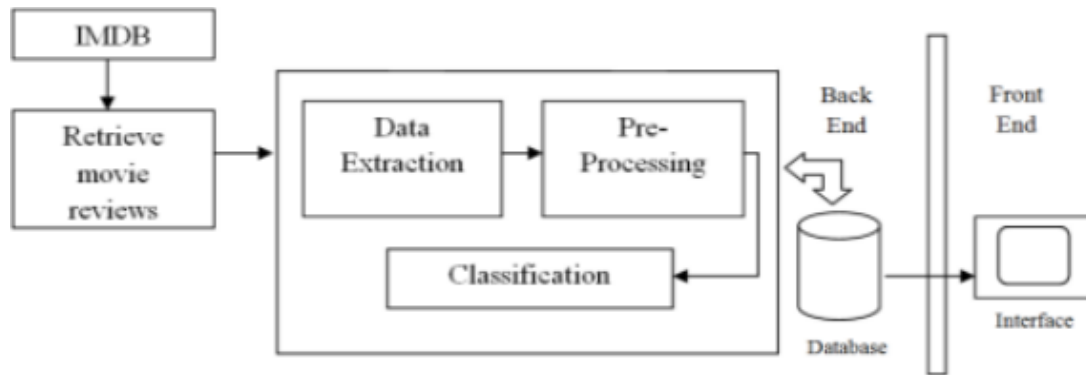 IMDB
Retrieve
movie
reviews
Data
Extraction
Pre-
Processing
Classification
Back
End
Database
Front
End
Interface